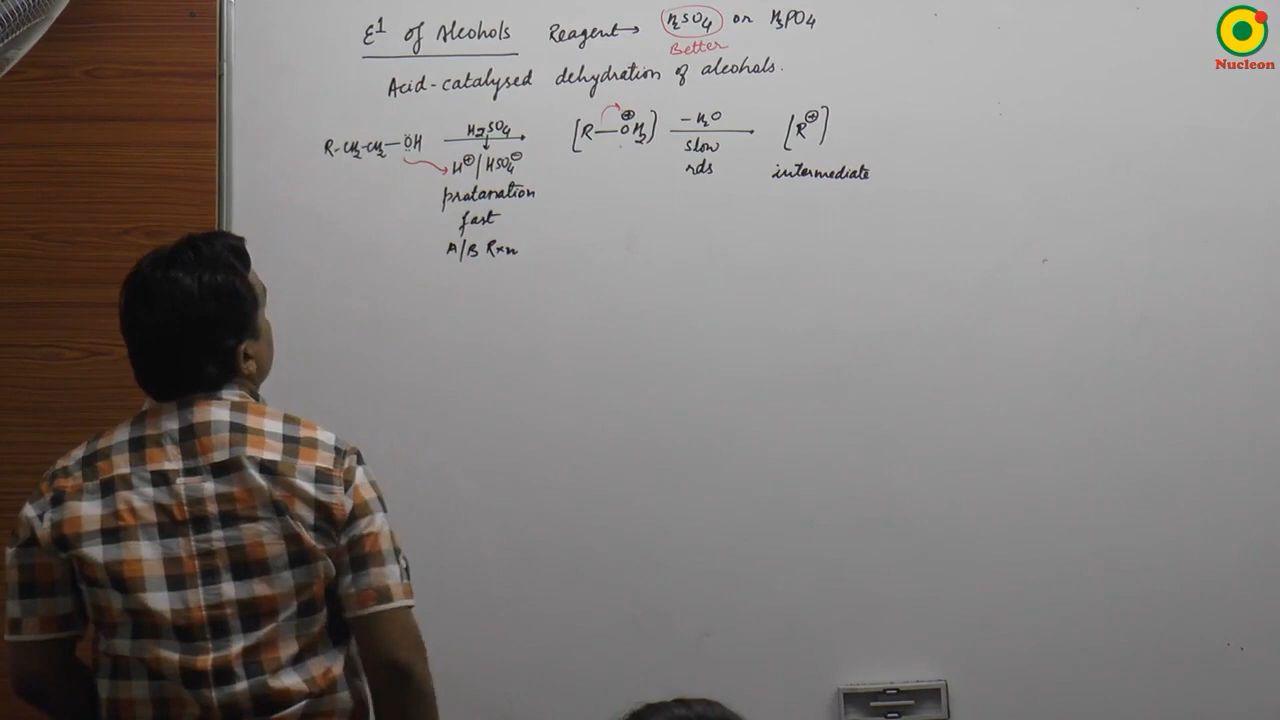 E¹ of Alcohols Reagent→ H₂SO₄ or H₃PO₄
Better
Acid-catalysed dehydration of alcohols.
R-CH₂-CH₂-ÖH H₂SO₄ [R-OH₂]⊕ -H₂O [R⊕]
H⊕/HSO₄⊖ slow
protanation rds intermediate
fast
A/B Rxn
Nucleon